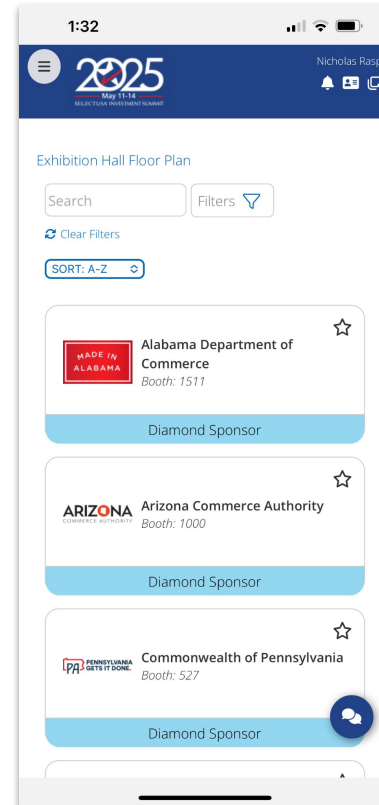 1:32
2025
May 11-14
SELECTUSA INVESTMENT SUMMIT
Nicholas Rasp
Exhibition Hall Floor Plan
Search
Filters
Clear Filters
SORT: A-Z
MADE IN
ALABAMA
Alabama Department of
Commerce
Booth: 1511
Diamond Sponsor
ARIZONA
COMMERCE AUTHORITY
Arizona Commerce Authority
Booth: 1000
Diamond Sponsor
PA
PENNSYLVANIA
GETS IT DONE.
Commonwealth of Pennsylvania
Booth: 527
Diamond Sponsor